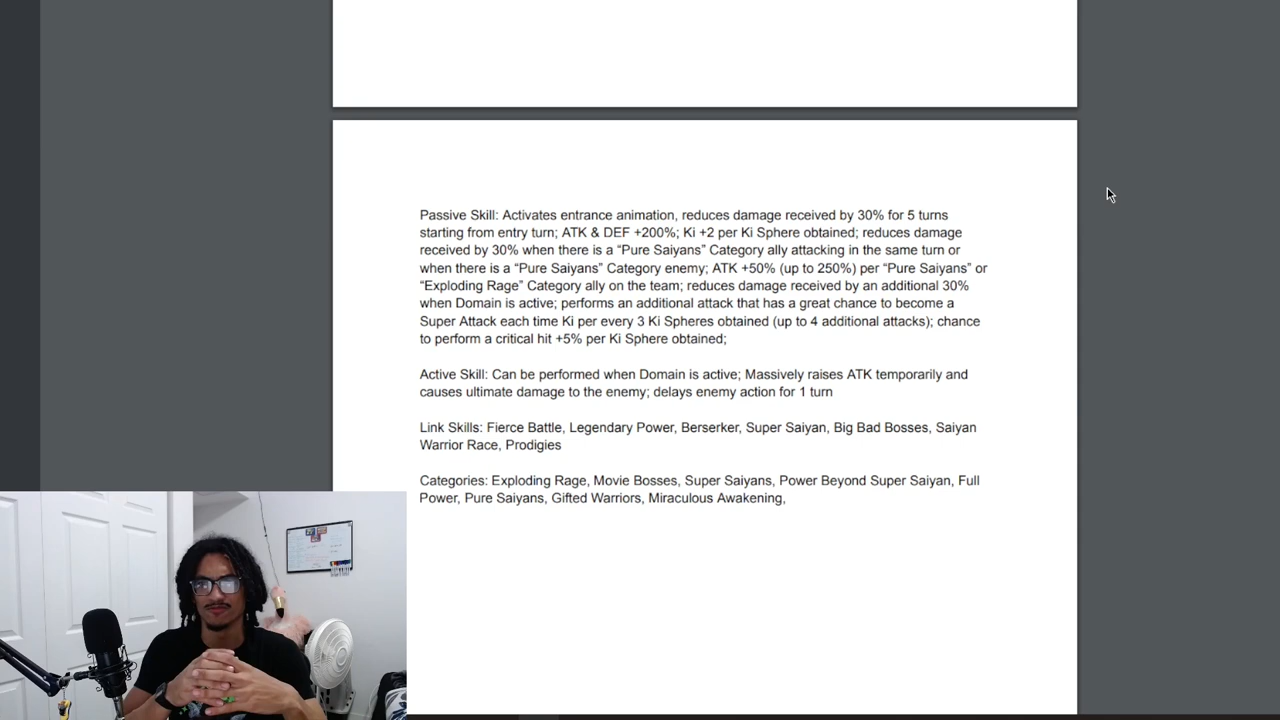 Passive Skill: Activates entrance animation, reduces damage received by 30% for 5 turns
starting from entry turn; ATK & DEF +200%; Ki +2 per Ki Sphere obtained; reduces damage
received by 30% when there is a “Pure Saiyans” Category ally attacking in the same turn or
when there is a “Pure Saiyans” Category enemy; ATK +50% (up to 250%) per “Pure Saiyans” or
“Exploding Rage” Category ally on the team; reduces damage received by an additional 30%
when Domain is active; performs an additional attack that has a great chance to become a
Super Attack each time Ki per every 3 Ki Spheres obtained (up to 4 additional attacks); chance
to perform a critical hit +5% per Ki Sphere obtained;
Active Skill: Can be performed when Domain is active; Massively raises ATK temporarily and
causes ultimate damage to the enemy; delays enemy action for 1 turn
Link Skills: Fierce Battle, Legendary Power, Berserker, Super Saiyan, Big Bad Bosses, Saiyan
Warrior Race, Prodigies
Categories: Exploding Rage, Movie Bosses, Super Saiyans, Power Beyond Super Saiyan, Full
Power, Pure Saiyans, Gifted Warriors, Miraculous Awakening,